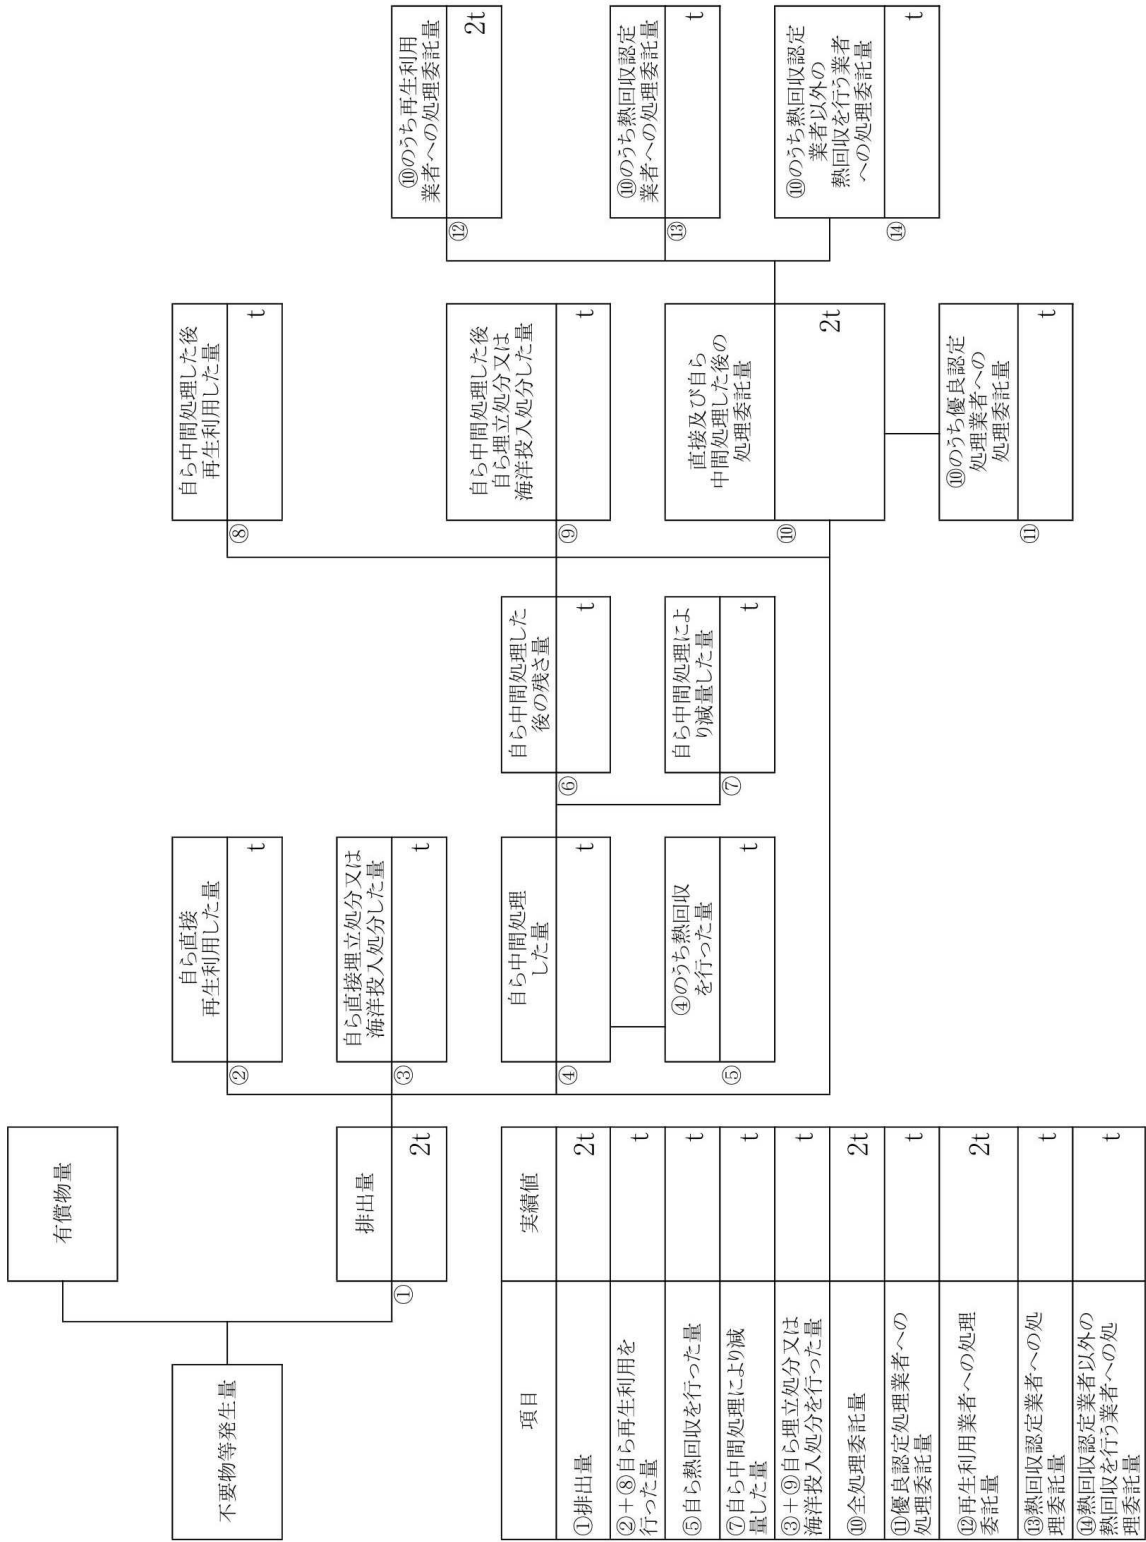 不要物等発生量
有償物量
排出量
①
2t
自ら直接
再生利用した量
②
t
自ら直接埋立処分又は
海洋投入処分した量
③
t
自ら中間処理
した量
④
t
④のうち熱回収
を行った量
⑤
t
自ら中間処理した
後の残さ量
⑥
t
自ら中間処理によ
り減量した量
⑦
t
自ら中間処理した後
再生利用した量
⑧
t
自ら中間処理した後
自ら埋立処分又は
海洋投入処分した量
⑨
t
直接及び自ら
中間処理した後の
処理委託量
⑩
2t
⑩のうち優良認定
処理業者への
処理委託量
⑪
t
⑩のうち再生利用
業者への処理委託量
⑫
2t
⑩のうち熱回収認定
業者への処理委託量
⑬
t
⑩のうち熱回収認定
業者以外の
熱回収を行う業者
への処理委託量
⑭
t
項目 実績値
①排出量 2t
②+⑧自ら再生利用を
行った量 t
⑤自ら熱回収を行った量 t
⑦自ら中間処理により減
量した量 t
③+⑨自ら埋立処分又は
海洋投入処分を行った量 t
⑩全処理委託量 2t
⑪優良認定処理業者への
処理委託量 t
⑫再生利用業者への処理
委託量 2t
⑬熱回収認定業者への処
理委託量 t
⑭熱回収認定業者以外の
熱回収を行う業者への処
理委託量 t